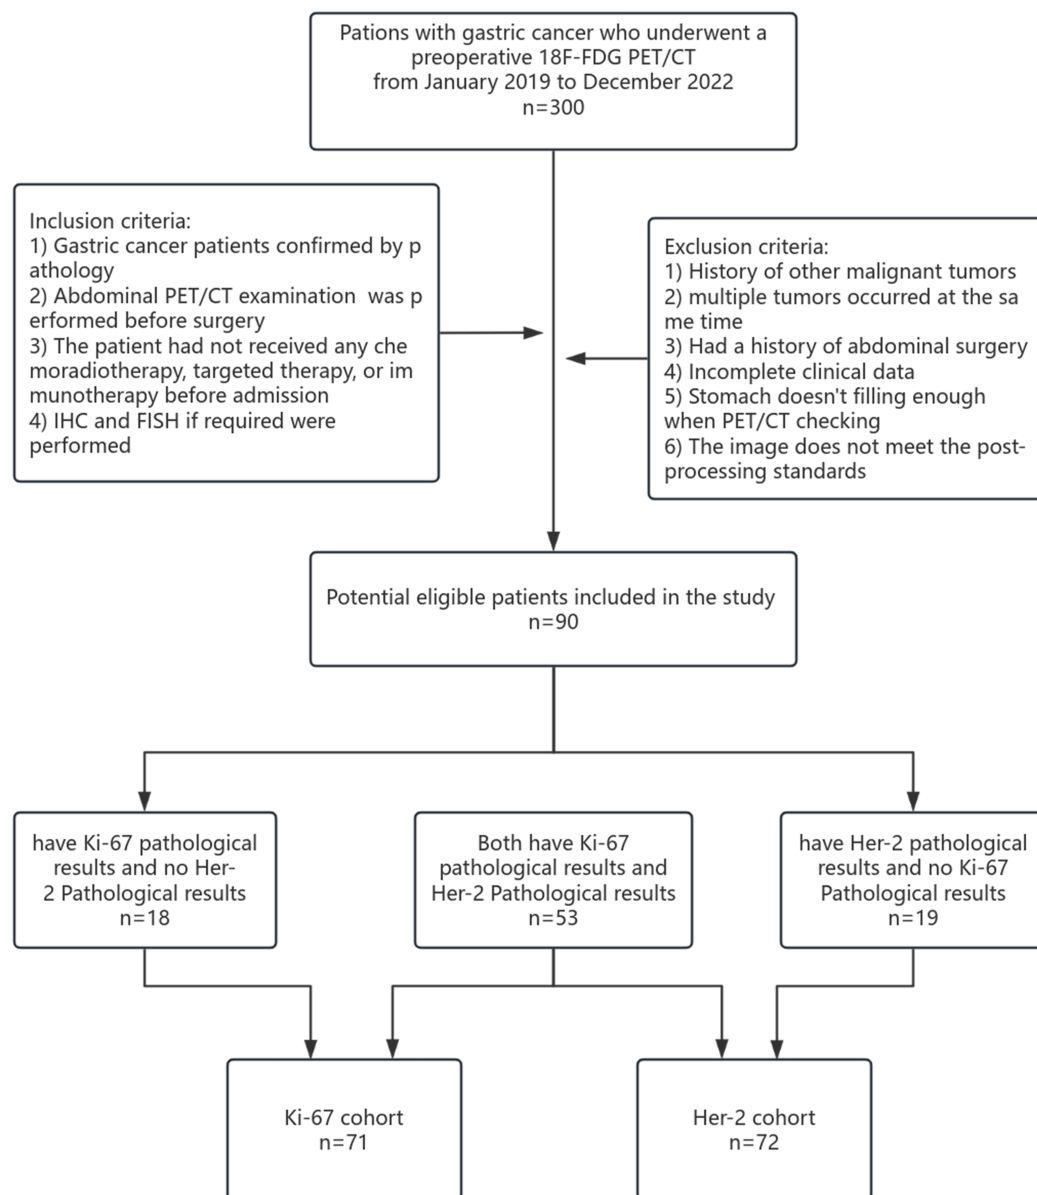 Pations with gastric cancer who underwent a
preoperative 18F-FDG PET/CT
from January 2019 to December 2022
n=300
Inclusion criteria:
1) Gastric cancer patients confirmed by p
athology
2) Abdominal PET/CT examination  was p
erformed before surgery
3) The patient had not received any che
moradiotherapy, targeted therapy, or im
munotherapy before admission
4) IHC and FISH if required were
performed
Exclusion criteria:
1) History of other malignant tumors
2) multiple tumors occurred at the sa
me time
3) Had a history of abdominal surgery
4) Incomplete clinical data
5) Stomach doesn't filling enough
when PET/CT checking
6) The image does not meet the post-
processing standards
Potential eligible patients included in the study
n=90
have Ki-67 pathological
results and no Her-
2 Pathological results
n=18
Both have Ki-67
pathological results and
Her-2 Pathological results
n=53
have Her-2 pathological
results and no Ki-67
Pathological results
n=19
Ki-67 cohort
n=71
Her-2 cohort
n=72